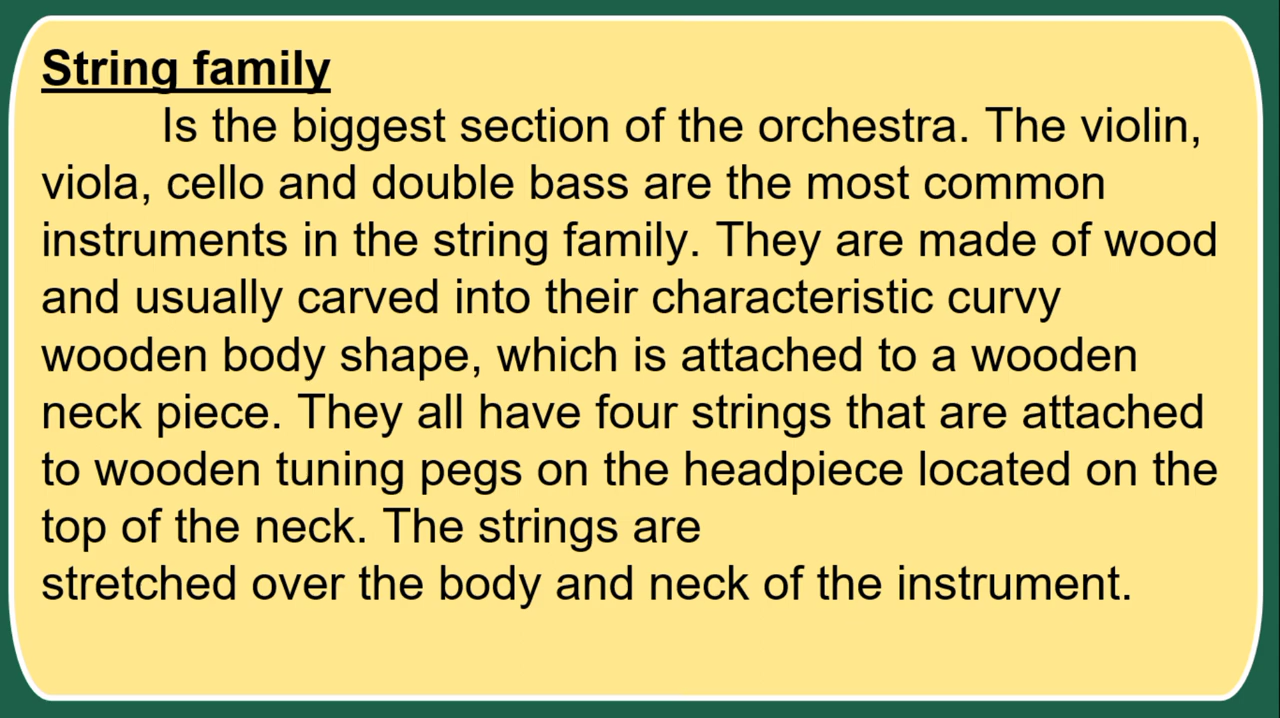 String family
Is the biggest section of the orchestra. The violin,
viola, cello and double bass are the most common
instruments in the string family. They are made of wood
and usually carved into their characteristic curvy
wooden body shape, which is attached to a wooden
neck piece. They all have four strings that are attached
to wooden tuning pegs on the headpiece located on the
top of the neck. The strings are
stretched over the body and neck of the instrument.